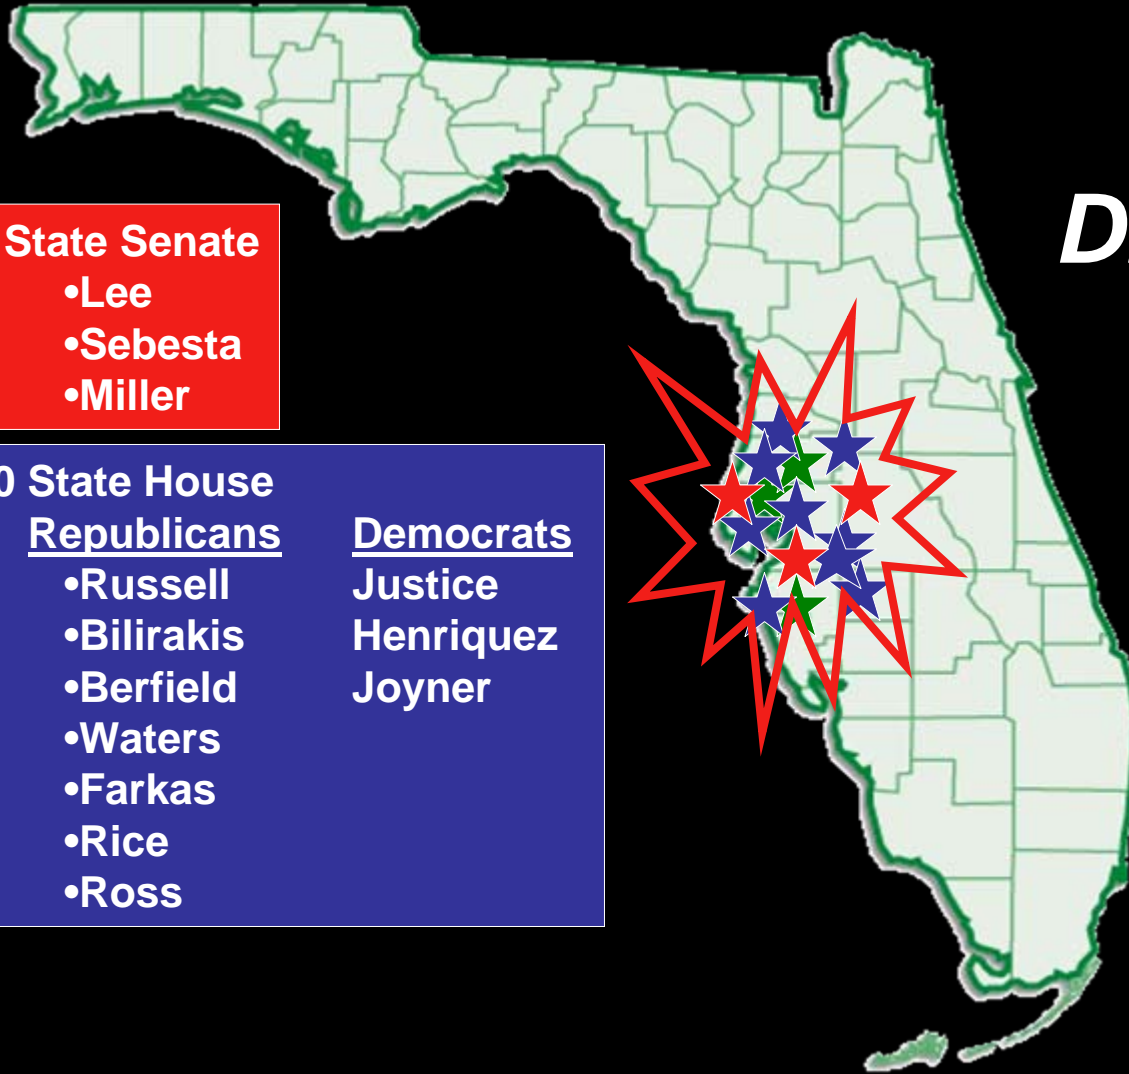 State Senate
•Lee
•Sebesta
•Miller
0 State House
Republicans Democrats
•Russell Justice
•Bilirakis Henriquez
•Berfield Joyner
•Waters
•Farkas
•Rice
•Ross